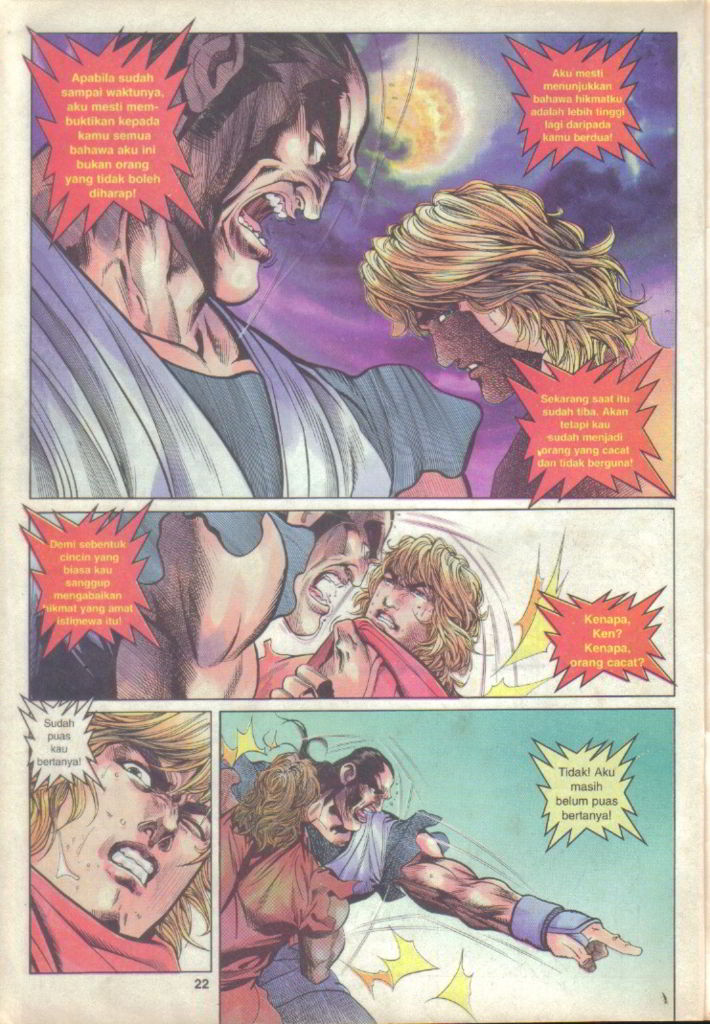 Apabila sudah
sampai waktunya,
aku mesti mem-
buktikan kepada
kamu semua
bahawa aku ini
bukan orang
yang tidak boleh
diharap!
Aku mesti
menunjukkan
bahawa hikmatku
adalah lebih tinggi
lagi daripada
kamu berdua!
Sekarang saat itu
sudah tiba. Akan
tetapi kau
sudah menjadi
orang yang cacat
dan tidak berguna!
Demi sebentuk
cincin yang
biasa kau
sanggup
mengabaikan
hikmat yang amat
istimewa itu!
Kenapa,
Ken?
Kenapa,
orang cacat?
Sudah
puas
kau
bertanya!
Tidak! Aku
masih
belum puas
bertanya!
22